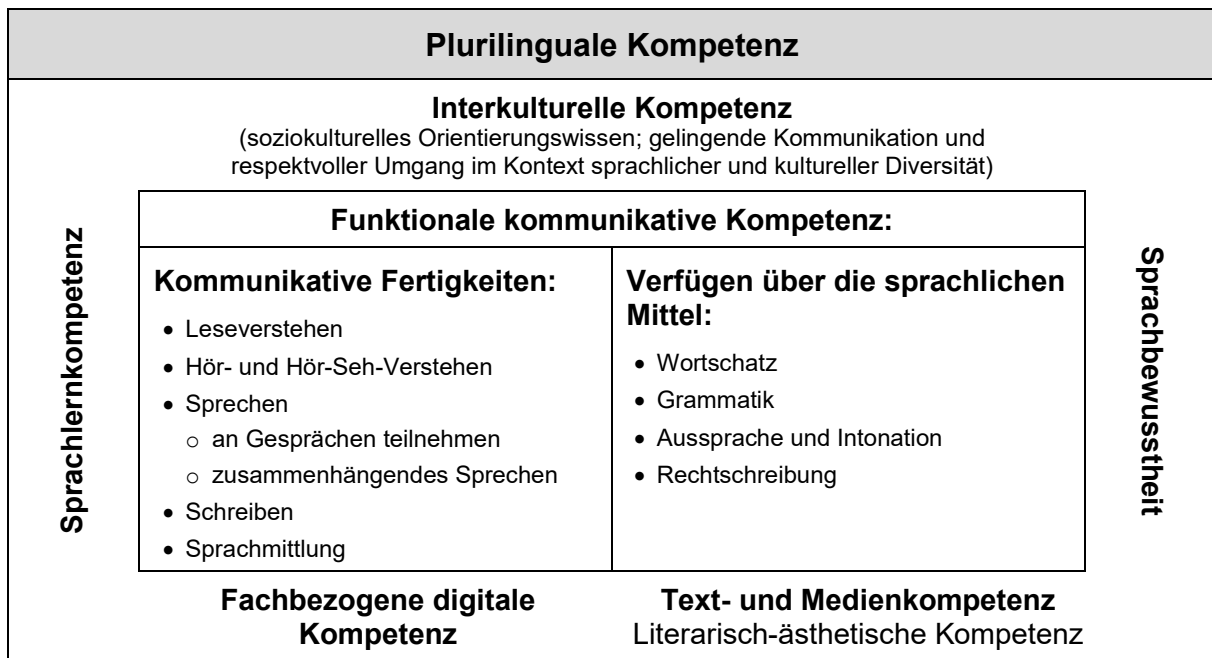 Plurilinguale Kompetenz
Interkulturelle Kompetenz
(soziokulturelles Orientierungswissen; gelingende Kommunikation und
respektvoller Umgang im Kontext sprachlicher und kultureller Diversität)
Sprachlernkompetenz
Funktionale kommunikative Kompetenz:
Kommunikative Fertigkeiten:
• Leseverstehen
• Hör- und Hör-Seh-Verstehen
• Sprechen
o an Gesprächen teilnehmen
o zusammenhängendes Sprechen
• Schreiben
• Sprachmittlung
Verfügen über die sprachlichen
Mittel:
• Wortschatz
• Grammatik
• Aussprache und Intonation
• Rechtschreibung
Sprachbewusstheit
Fachbezogene digitale
Kompetenz
Text- und Medienkompetenz
Literarisch-ästhetische Kompetenz